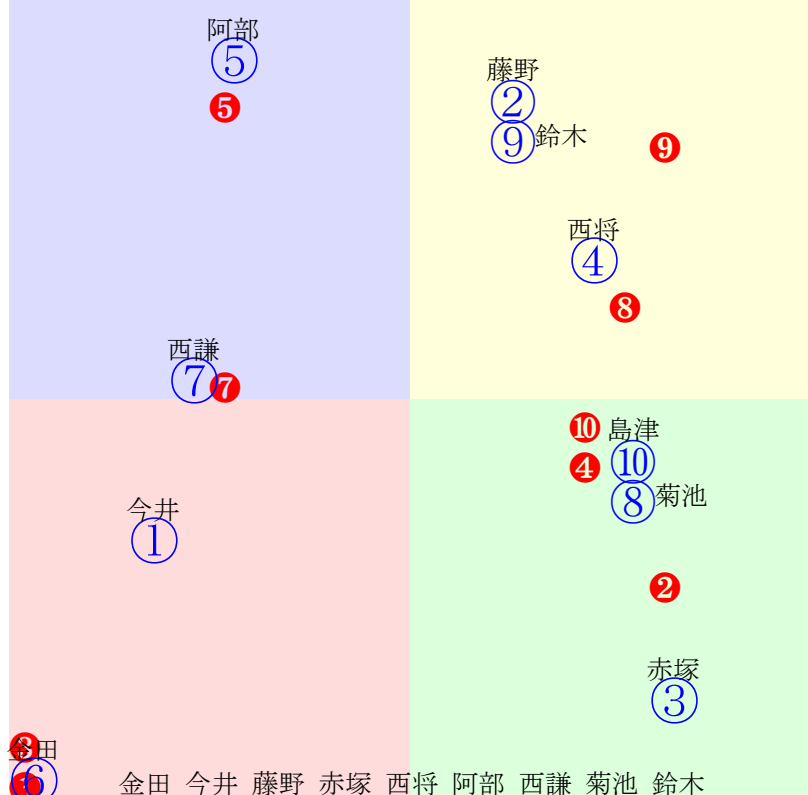 阿部
⑤
❺
藤野
②
⑨鈴木
❾
西将
④
❽
西謙
⑦❼
❿島津
⑩
❹
⑧菊池
今井
①
❷
赤塚
③
金田
⑥
金田 今井 藤野 赤塚 西将 阿部 西謙 菊池 鈴木